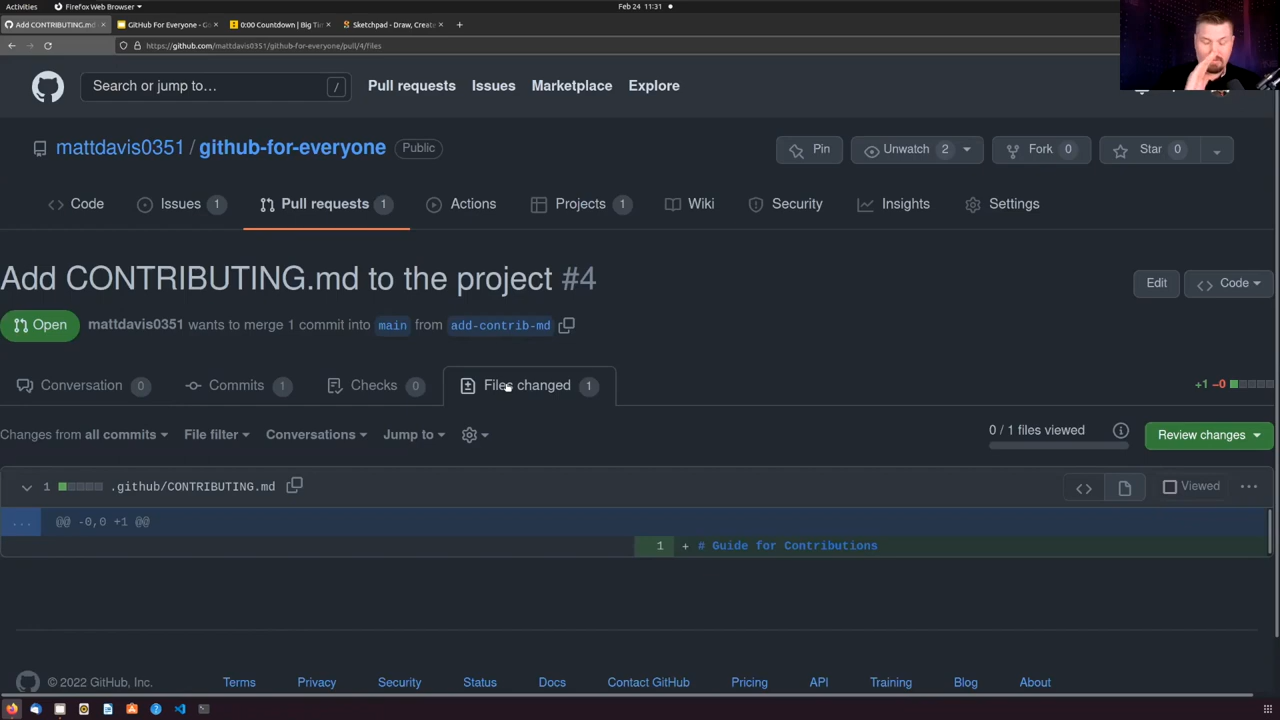 Activities
Firefox Web Browser
Feb 24 11:31
Add CONTRIBUTING.md
GitHub For Everyone - G
0:00 Countdown | Big Ti
Sketchpad - Draw, Create
https://github.com/mattdavis0351/github-for-everyone/pull/4/files
Search or jump to… /
Pull requests
Issues
Marketplace
Explore
mattdavis0351 / github-for-everyone Public
Pin
Unwatch 2
Fork 0
Star 0
Code
Issues 1
Pull requests 1
Actions
Projects 1
Wiki
Security
Insights
Settings
Add CONTRIBUTING.md to the project #4
Edit
Code
Open
mattdavis0351 wants to merge 1 commit into main from add-contrib-md
Conversation 0
Commits 1
Checks 0
Files changed 1
+1 −0
Changes from all commits
File filter
Conversations
Jump to
0 / 1 files viewed
Review changes
1 .github/CONTRIBUTING.md
Viewed
...
... @@ -0,0 +1 @@
1 + # Guide for Contributions
© 2022 GitHub, Inc.
Terms
Privacy
Security
Status
Docs
Contact GitHub
Pricing
API
Training
Blog
About